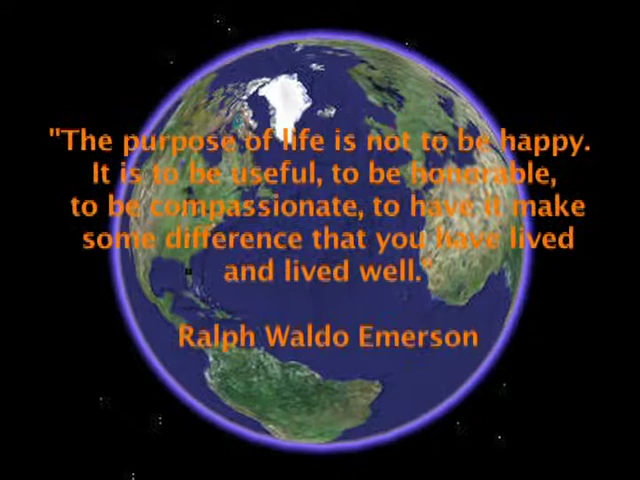 "The purpose of life is not to be happy.
It is to be useful, to be honorable,
to be compassionate, to have it make
some difference that you have lived
and lived well."
Ralph Waldo Emerson